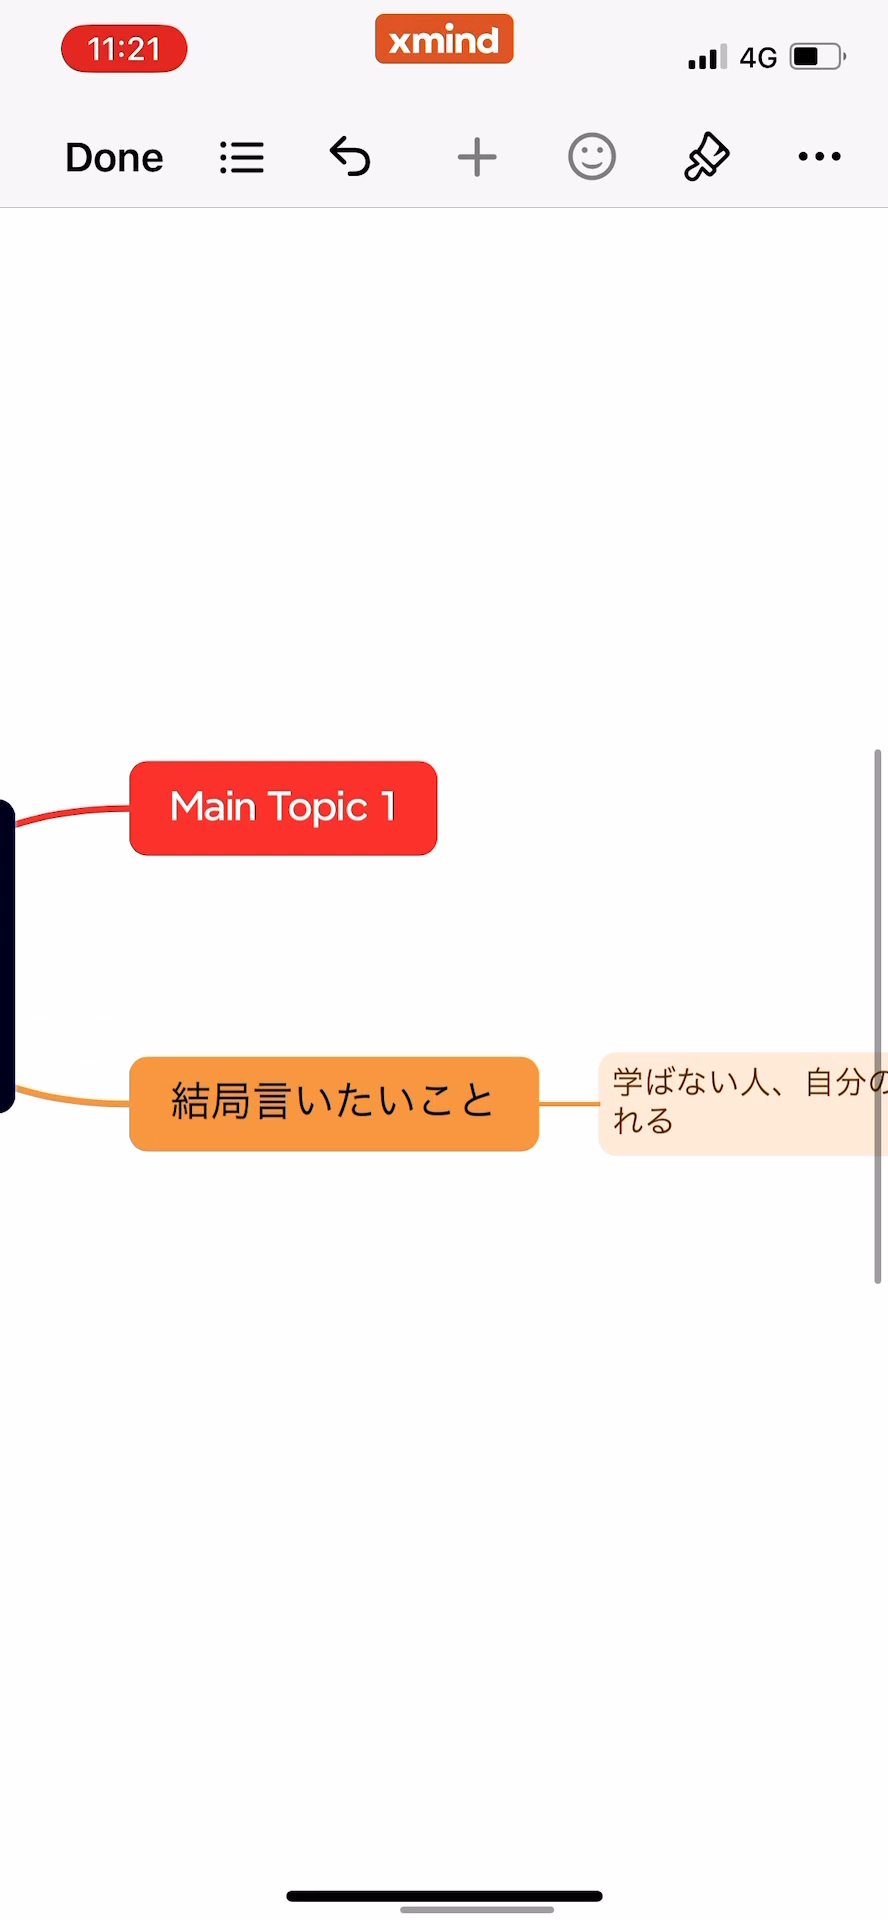 11:21
xmind
4G
Done
Main Topic 1
結局言いたいこと
学ばない人、自分の
れる